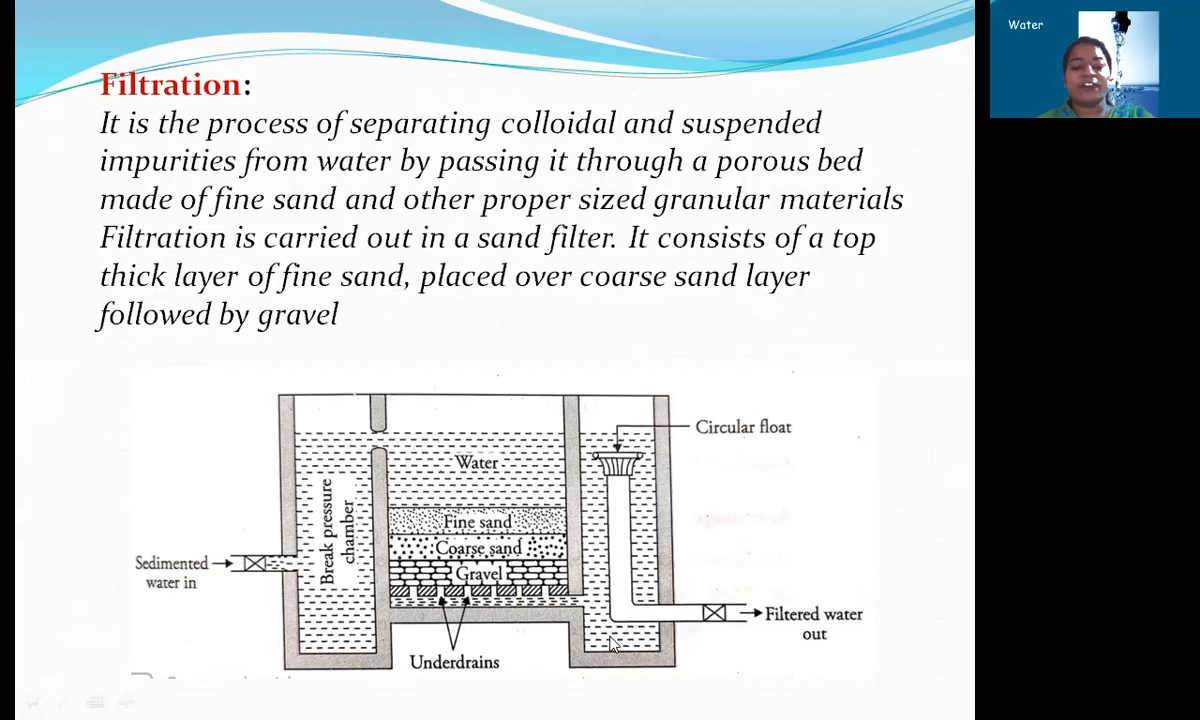 Water
Filtration:
It is the process of separating colloidal and suspended
impurities from water by passing it through a porous bed
made of fine sand and other proper sized granular materials
Filtration is carried out in a sand filter. It consists of a top
thick layer of fine sand, placed over coarse sand layer
followed by gravel
Circular float
Water
Fine sand
Coarse sand
Gravel
Break pressure
chamber
Sedimented
water in
Filtered water
out
Underdrains